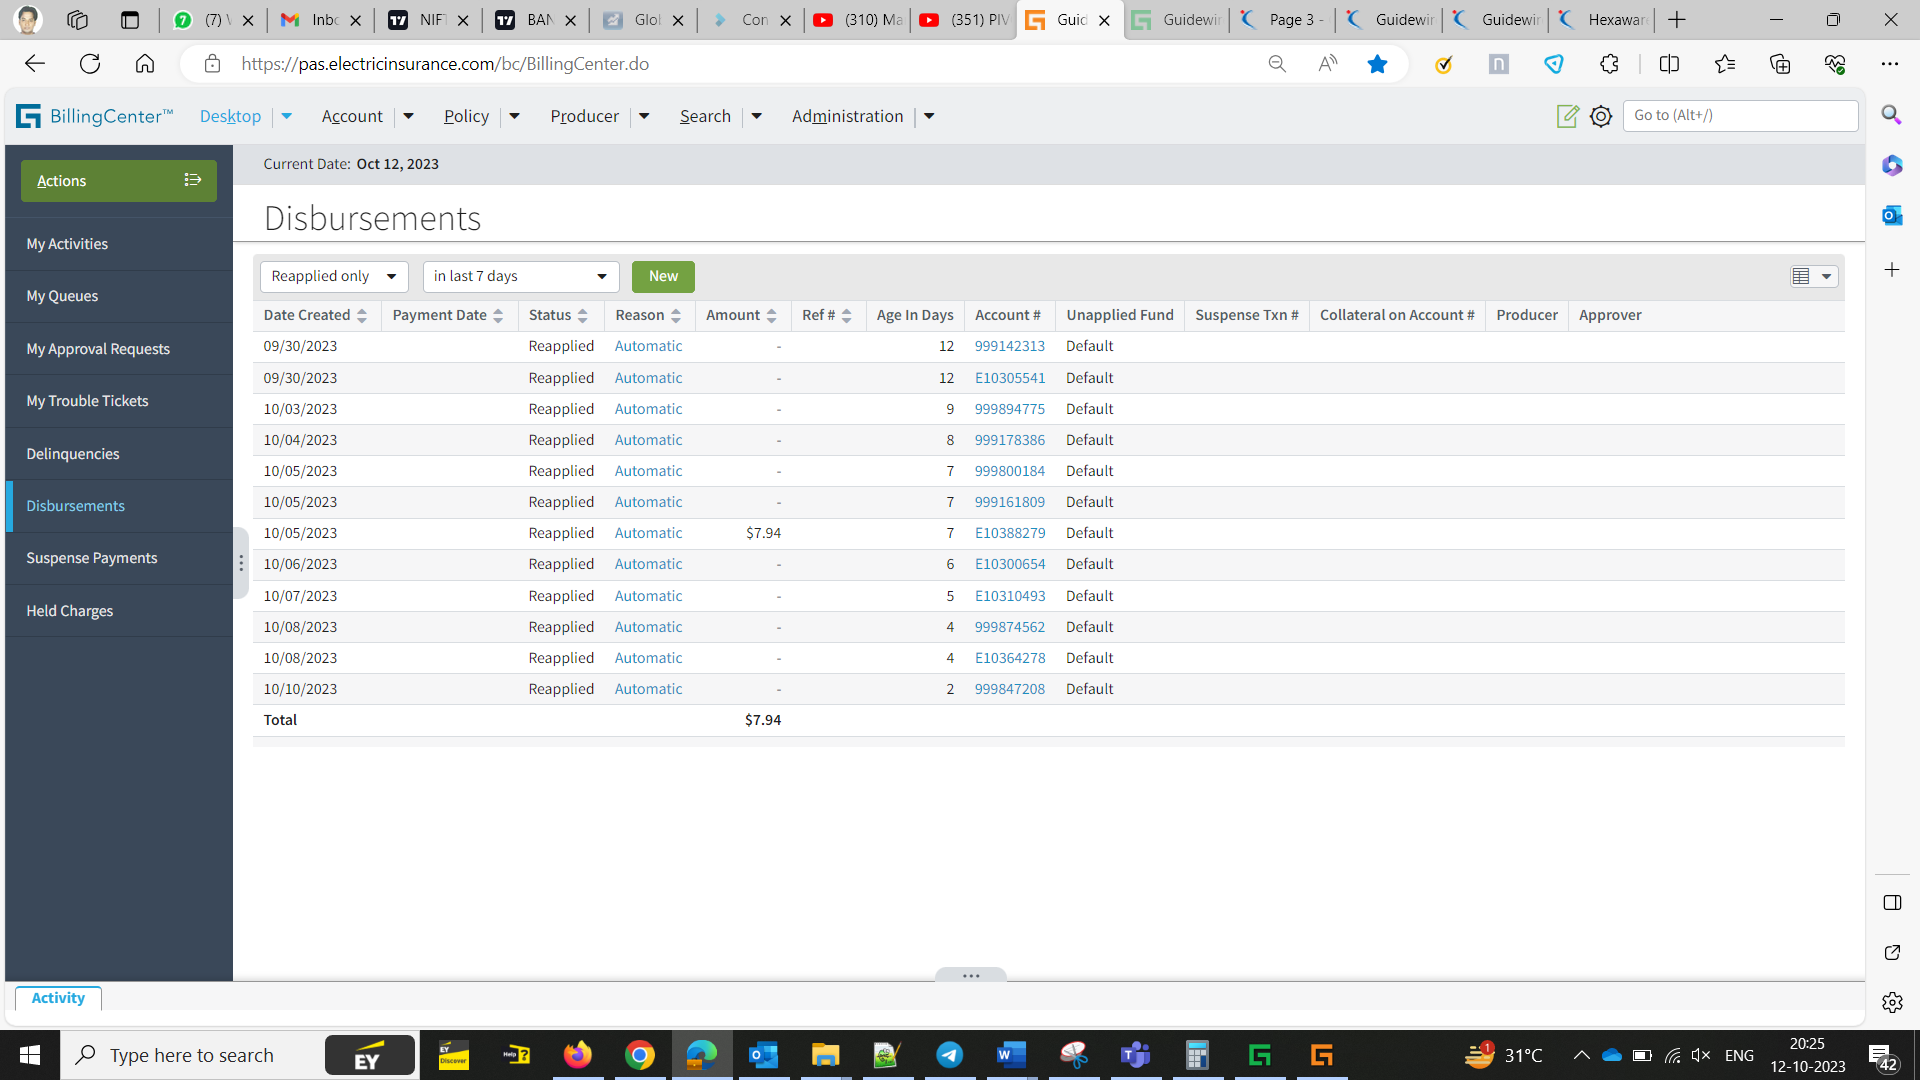 (7) W
Inbo
NIFT
BAN
Glob
Con
(310) Ma
(351) PIV
Guid
Guidewir
Page 3 -
Guidewir
Guidewir
Hexaware
https://pas.electricinsurance.com/bc/BillingCenter.do
BillingCenter™ Desktop Account Policy Producer Search Administration Go to (Alt+/)
Actions
My Activities
My Queues
My Approval Requests
My Trouble Tickets
Delinquencies
Disbursements
Suspense Payments
Held Charges
Current Date: Oct 12, 2023
Disbursements
Reapplied only in last 7 days New
Date Created Payment Date Status Reason Amount Ref # Age In Days Account # Unapplied Fund Suspense Txn # Collateral on Account # Producer Approver
09/30/2023 Reapplied Automatic - 12 999142313 Default
09/30/2023 Reapplied Automatic - 12 E10305541 Default
10/03/2023 Reapplied Automatic - 9 999894775 Default
10/04/2023 Reapplied Automatic - 8 999178386 Default
10/05/2023 Reapplied Automatic - 7 999800184 Default
10/05/2023 Reapplied Automatic - 7 999161809 Default
10/05/2023 Reapplied Automatic $7.94 7 E10388279 Default
10/06/2023 Reapplied Automatic - 6 E10300654 Default
10/07/2023 Reapplied Automatic - 5 E10310493 Default
10/08/2023 Reapplied Automatic - 4 999874562 Default
10/08/2023 Reapplied Automatic - 4 E10364278 Default
10/10/2023 Reapplied Automatic - 2 999847208 Default
Total $7.94
Activity
Type here to search
EY
EY Discover
Help ?
1
31°C
ENG
20:25
12-10-2023
42